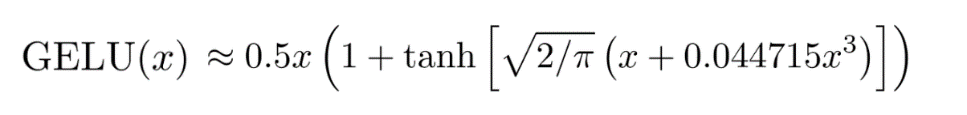 GELU(x) ≈ 0.5x (1 + tanh [√2/π (x + 0.044715x³)])